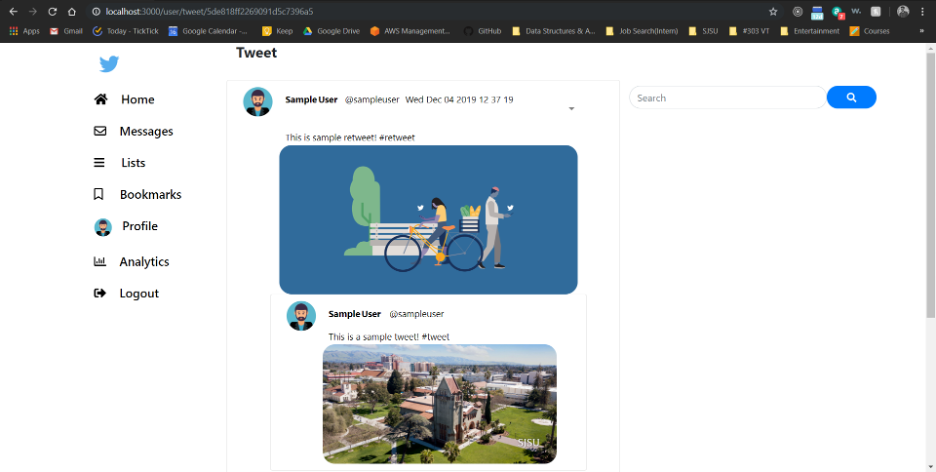 localhost:3000/user/tweet/5de818ff2269091d5c7396a5
Apps Gmail Today - TickTick Google Calendar -... Keep Google Drive AWS Management... GitHub Data Structures & A... Job Search(Intern) SJSU #303 VT Entertainment Courses »
Tweet
Home
Messages
Lists
Bookmarks
Profile
Analytics
Logout
Sample User @sampleuser Wed Dec 04 2019 12 37 19
This is sample retweet! #retweet
Sample User @sampleuser
This is a sample tweet! #tweet
SJSU
Search